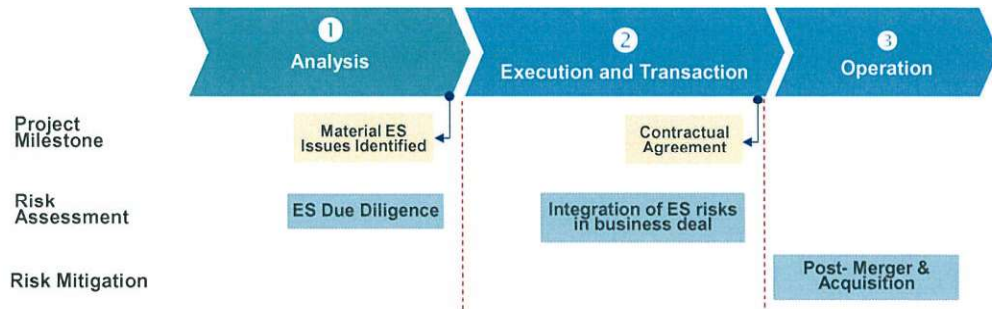 1
Analysis
2
Execution and Transaction
3
Operation
Project
Milestone
Material ES
Issues Identified
Contractual
Agreement
Risk
Assessment
ES Due Diligence
Integration of ES risks
in business deal
Risk Mitigation
Post- Merger &
Acquisition